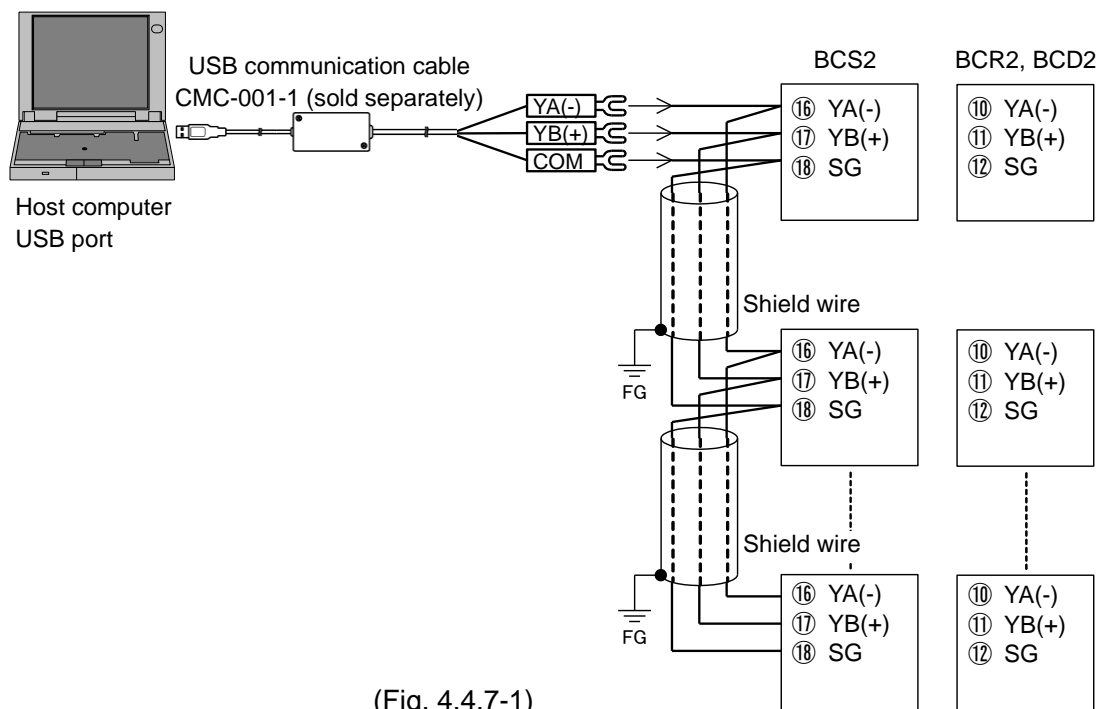 USB communication cable
CMC-001-1 (sold separately)
Host computer
USB port
YA(-)
YB(+)
COM
BCS2
⑯ YA(-)
⑰ YB(+)
⑱ SG
BCR2, BCD2
⑩ YA(-)
⑪ YB(+)
⑫ SG
Shield wire
FG
⑯ YA(-)
⑰ YB(+)
⑱ SG
⑩ YA(-)
⑪ YB(+)
⑫ SG
Shield wire
FG
⑯ YA(-)
⑰ YB(+)
⑱ SG
⑩ YA(-)
⑪ YB(+)
⑫ SG
(Fig. 4.4.7-1)